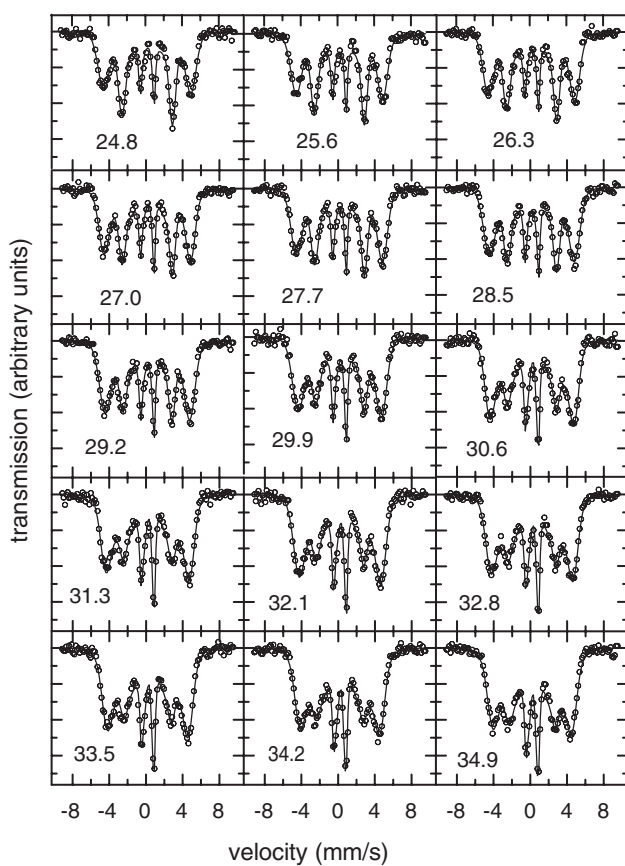 24.8 25.6 26.3
27.0 27.7 28.5
29.2 29.9 30.6
31.3 32.1 32.8
33.5 34.2 34.9
transmission (arbitrary units)
-8 -4 0 4 8 -8 -4 0 4 8 -8 -4 0 4 8
velocity (mm/s)